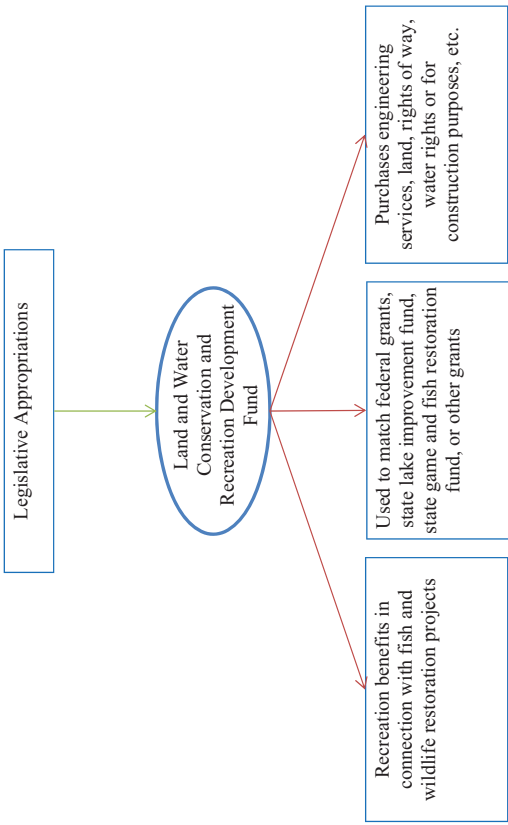 Legislative Appropriations
Land and Water
Conservation and
Recreation Development
Fund
Recreation benefits in
connection with fish and
wildlife restoration projects
Used to match federal grants,
state lake improvement fund,
state game and fish restoration
fund, or other grants
Purchases engineering
services, land, rights of way,
water rights or for
construction purposes, etc.